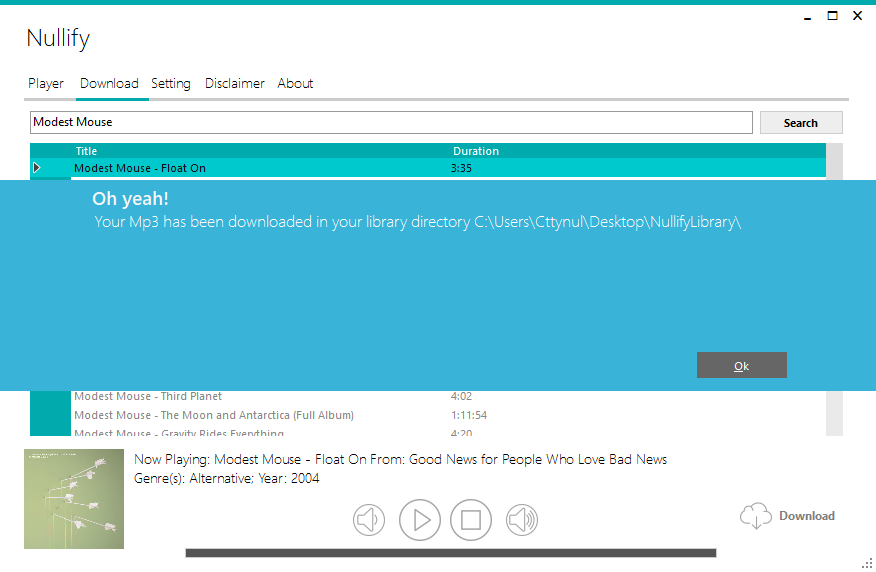 Nullify
Player Download Setting Disclaimer About
Modest Mouse Search
Title Duration
Modest Mouse - Float On 3:35
Oh yeah!
Your Mp3 has been downloaded in your library directory C:\Users\Cttynul\Desktop\NullifyLibrary\
Ok
Modest Mouse - Third Planet 4:02
Modest Mouse - The Moon and Antarctica (Full Album) 1:11:54
Modest Mouse - Gravity Rides Everything 4:20
Now Playing: Modest Mouse - Float On From: Good News for People Who Love Bad News
Genre(s): Alternative; Year: 2004
Download